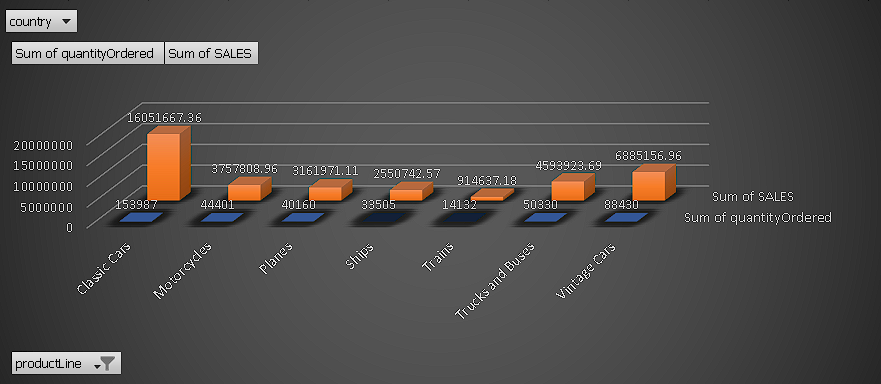 country
Sum of quantityOrdered Sum of SALES
16051667.36
3757808.96
3161971.11
2550742.57
914637.18
4593923.69
6885156.96
20000000
15000000
10000000
5000000
0
153987
44401
40160
33505
14132
50330
88430
Sum of SALES
Sum of quantityOrdered
Classic Cars
Motorcycles
Planes
Ships
Trains
Trucks and Buses
Vintage Cars
productLine